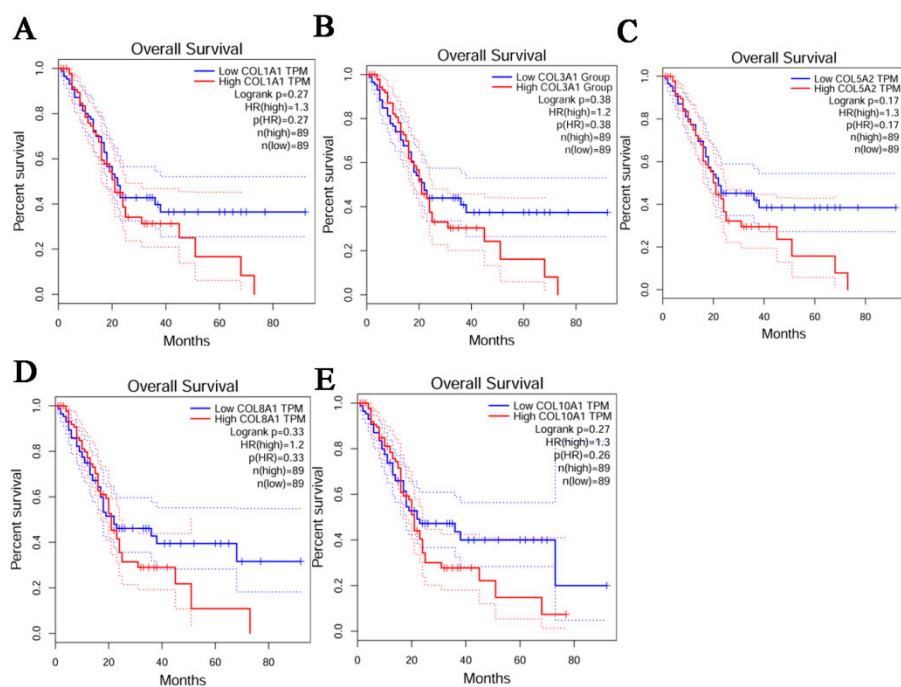 A
Overall Survival
Low COL1A1 TPM
High COL1A1 TPM
Logrank p=0.27
HR(high)=1.3
p(HR)=0.27
n(high)=89
n(low)=89
Percent survival
0.0 0.2 0.4 0.6 0.8 1.0
0 20 40 60 80
Months
B
Overall Survival
Low COL3A1 Group
High COL3A1 Group
Logrank p=0.38
HR(high)=1.2
p(HR)=0.38
n(high)=89
n(low)=89
Percent survival
0.0 0.2 0.4 0.6 0.8 1.0
0 20 40 60 80
Months
C
Overall Survival
Low COL5A2 TPM
High COL5A2 TPM
Logrank p=0.17
HR(high)=1.3
p(HR)=0.17
n(high)=89
n(low)=89
Percent survival
0.0 0.2 0.4 0.6 0.8 1.0
0 20 40 60 80
Months
D
Overall Survival
Low COL8A1 TPM
High COL8A1 TPM
Logrank p=0.33
HR(high)=1.2
p(HR)=0.33
n(high)=89
n(low)=89
Percent survival
0.0 0.2 0.4 0.6 0.8 1.0
0 20 40 60 80
Months
E
Overall Survival
Low COL10A1 TPM
High COL10A1 TPM
Logrank p=0.27
HR(high)=1.3
p(HR)=0.26
n(high)=89
n(low)=89
Percent survival
0.0 0.2 0.4 0.6 0.8 1.0
0 20 40 60 80
Months